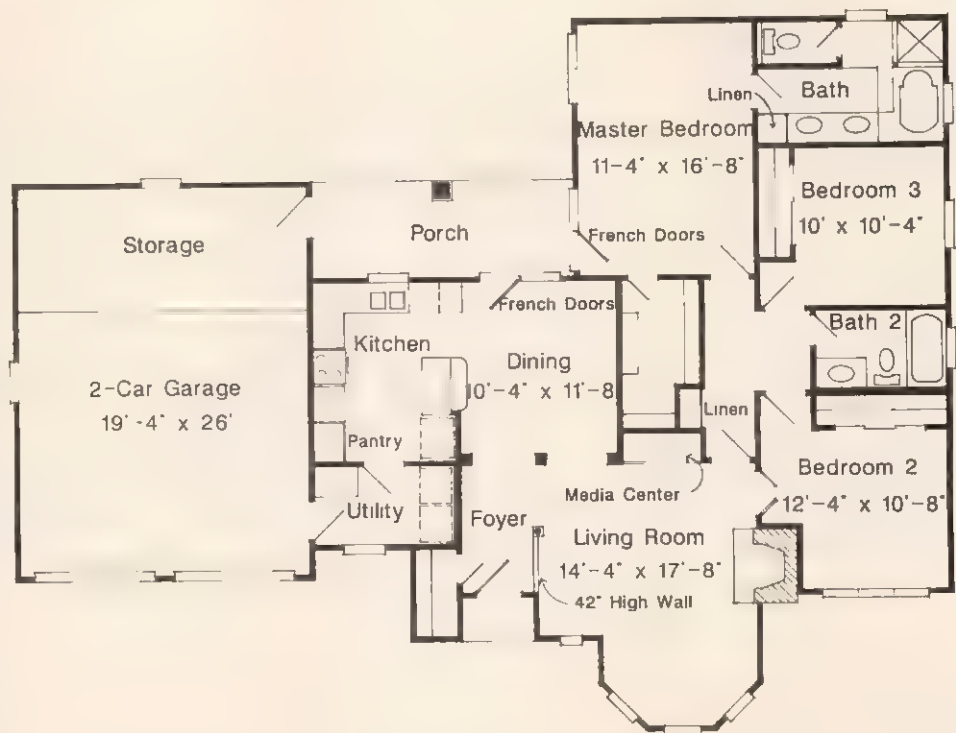 Bath
Linen
Master Bedroom
11-4" x 16'-8"
Bedroom 3
10' x 10'-4"
Storage
Porch
French Doors
French Doors
Kitchen
Dining
10'-4" x 11'-8
Bath 2
2-Car Garage
19'-4" x 26'
Pantry
Linen
Media Center
Bedroom 2
12'-4" x 10'-8"
Utility
Foyer
Living Room
14'-4" x 17'-8"
42" High Wall